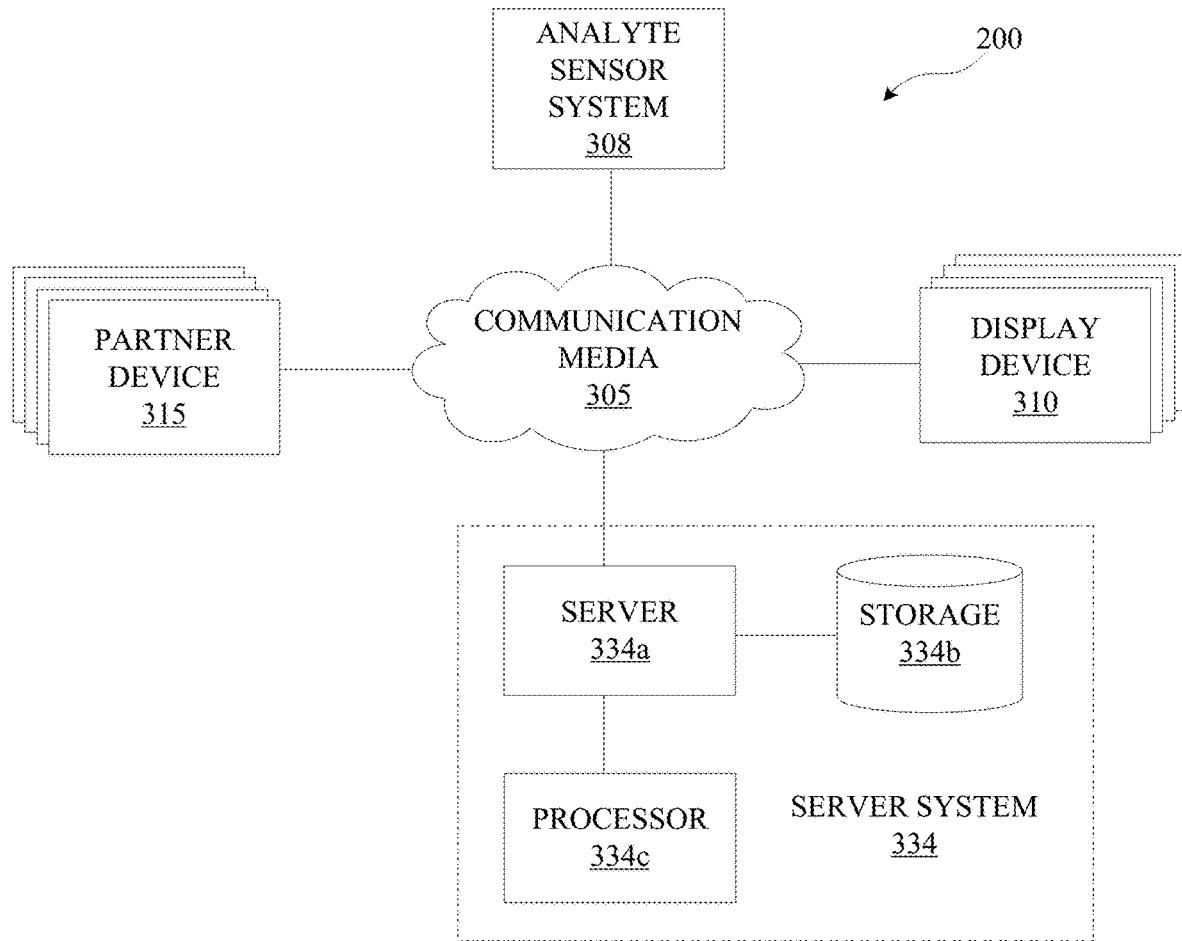 ANALYTE
SENSOR
SYSTEM
308
200
PARTNER
DEVICE
315
COMMUNICATION
MEDIA
305
DISPLAY
DEVICE
310
SERVER
334a
STORAGE
334b
PROCESSOR
334c
SERVER SYSTEM
334